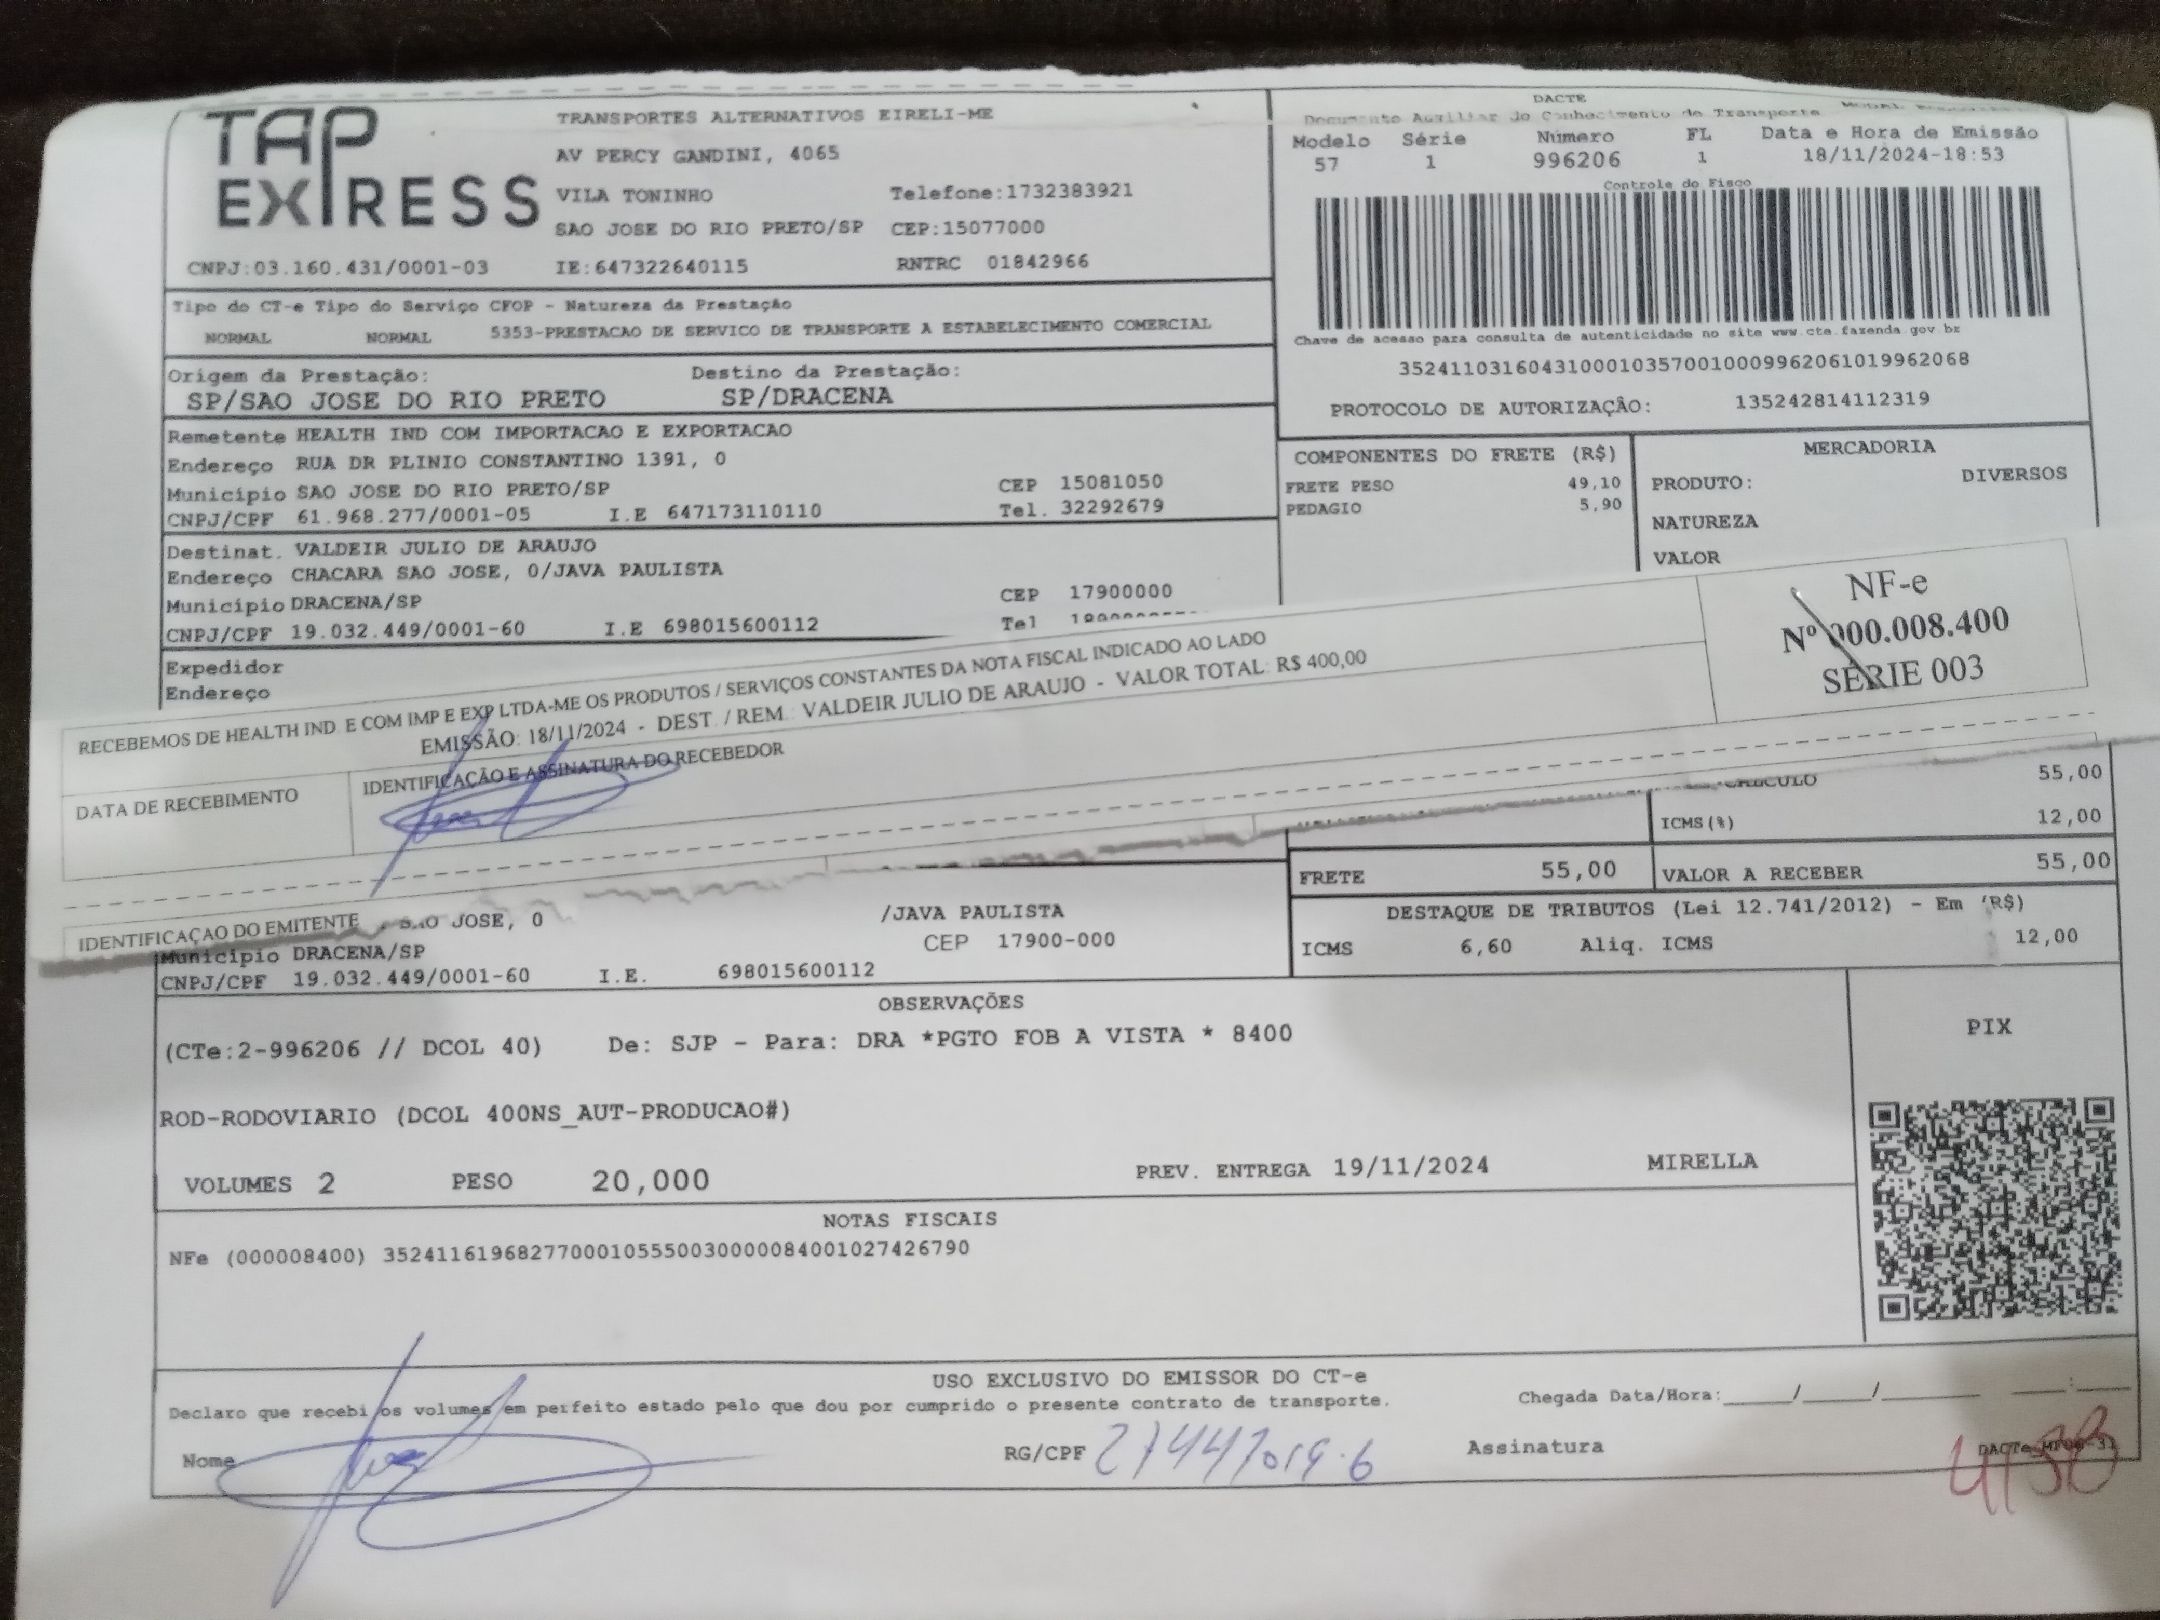 TAP EXPRESS
TRANSPORTES ALTERNATIVOS EIRELI-ME
AV PERCY GANDINI, 4065
VILA TONINHO Telefone:1732383921
SAO JOSE DO RIO PRETO/SP CEP:15077000
CNPJ:03.160.431/0001-03 IE:647322640115 RNTRC 01842966
DACTE
Documento Auxiliar do Conhecimento de Transporte
Modelo Série Número FL Data e Hora de Emissão
57 1 996206 1 18/11/2024-18:53
Controle do Fisco
Chave de acesso para consulta de autenticidade no site www.cte.fazenda.gov.br
35241103160431000103570010009962061019962068
PROTOCOLO DE AUTORIZAÇÃO: 135242814112319
Tipo do CT-e Tipo do Serviço CFOP - Natureza da Prestação
NORMAL NORMAL 5353-PRESTACAO DE SERVICO DE TRANSPORTE A ESTABELECIMENTO COMERCIAL
Origem da Prestação: Destino da Prestação:
SP/SAO JOSE DO RIO PRETO SP/DRACENA
Remetente HEALTH IND COM IMPORTACAO E EXPORTACAO
Endereço RUA DR PLINIO CONSTANTINO 1391, 0
Município SAO JOSE DO RIO PRETO/SP CEP 15081050
CNPJ/CPF 61.968.277/0001-05 I.E 647173110110 Tel. 32292679
COMPONENTES DO FRETE (R$)
FRETE PESO 49,10
PEDAGIO 5,90
MERCADORIA
PRODUTO: DIVERSOS
NATUREZA
VALOR
Destinat. VALDEIR JULIO DE ARAUJO
Endereço CHACARA SAO JOSE, 0/JAVA PAULISTA
Município DRACENA/SP CEP 17900000
CNPJ/CPF 19.032.449/0001-60 I.E 698015600112 Tel
Expedidor
Endereço
RECEBEMOS DE HEALTH IND. E COM IMP E EXP LTDA-ME OS PRODUTOS / SERVIÇOS CONSTANTES DA NOTA FISCAL INDICADO AO LADO
EMISSÃO: 18/11/2024 - DEST. / REM.: VALDEIR JULIO DE ARAUJO - VALOR TOTAL: R$ 400,00
NF-e
Nº 000.008.400
SÉRIE 003
DATA DE RECEBIMENTO
IDENTIFICAÇÃO E ASSINATURA DO RECEBEDOR
IDENTIFICAÇÃO DO EMITENTE
55,00
ICMS(%) 12,00
FRETE 55,00 VALOR A RECEBER 55,00
DESTAQUE DE TRIBUTOS (Lei 12.741/2012) - Em (R$)
ICMS 6,60 Aliq. ICMS 12,00
SAO JOSE, 0 /JAVA PAULISTA
Município DRACENA/SP CEP 17900-000
CNPJ/CPF 19.032.449/0001-60 I.E. 698015600112
OBSERVAÇÕES
(CTe:2-996206 // DCOL 40) De: SJP - Para: DRA *PGTO FOB A VISTA * 8400
ROD-RODOVIARIO (DCOL 400NS_AUT-PRODUCAO#)
VOLUMES 2 PESO 20,000 PREV. ENTREGA 19/11/2024 MIRELLA
PIX
NOTAS FISCAIS
NFe (000008400) 35241161968277000105550030000084001027426790
USO EXCLUSIVO DO EMISSOR DO CT-e
Declaro que recebi os volumes em perfeito estado pelo que dou por cumprido o presente contrato de transporte.
Chegada Data/Hora:_____/_____/_______ ____:____
Nome RG/CPF Assinatura